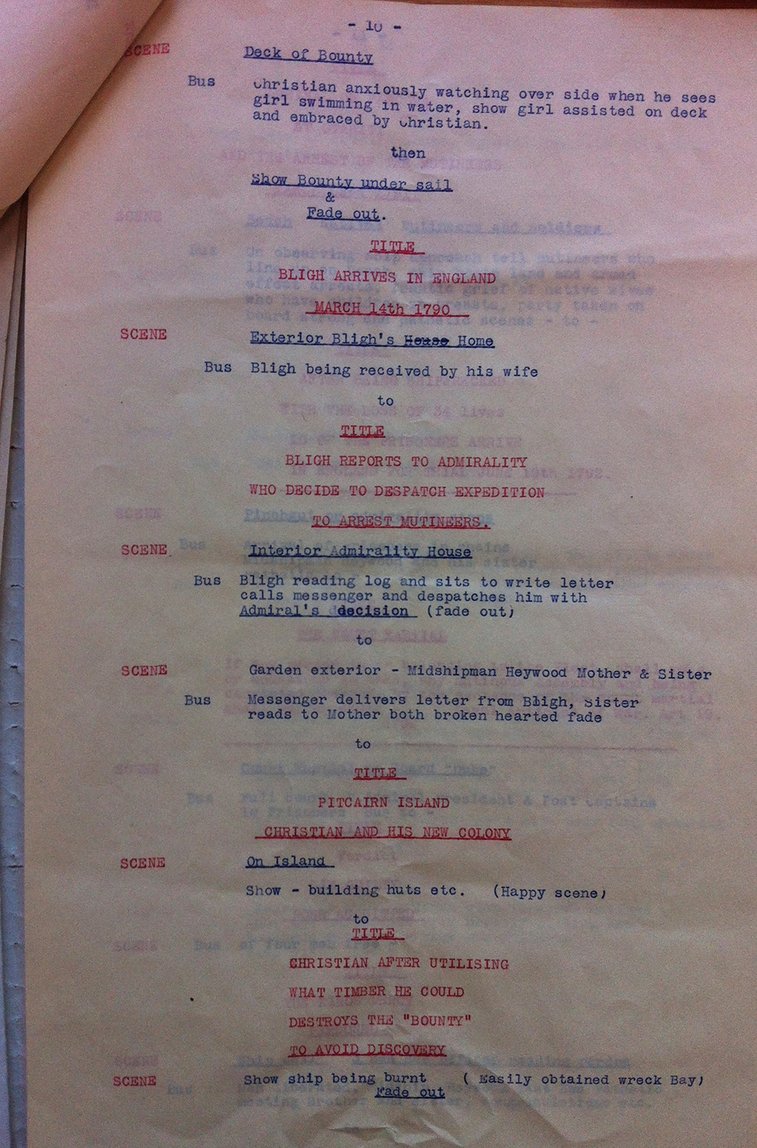 - 10 -
SCENE Deck of Bounty
Bus Christian anxiously watching over side when he sees
girl swimming in water, show girl assisted on deck
and embraced by Christian.
then
Show Bounty under sail
&
Fade out.
TITLE
BLIGH ARRIVES IN ENGLAND
MARCH 14th 1790
SCENE Exterior Bligh's House Home
Bus Bligh being received by his wife
to
TITLE
BLIGH REPORTS TO ADMIRALITY
WHO DECIDE TO DESPATCH EXPEDITION
TO ARREST MUTINEERS.
SCENE. Interior Admirality House
Bus Bligh reading log and sits to write letter
calls messenger and despatches him with
Admiral's decision (fade out)
to
SCENE Garden exterior - Midshipman Heywood Mother & Sister
Bus Messenger delivers letter from Bligh, Sister
reads to Mother both broken hearted fade
to
TITLE
PITCAIRN ISLAND
CHRISTIAN AND HIS NEW COLONY
SCENE On Island
Show - building huts etc. (Happy scene)
to
TITLE
CHRISTIAN AFTER UTILISING
WHAT TIMBER HE COULD
DESTROYS THE "BOUNTY"
TO AVOID DISCOVERY
SCENE Show ship being burnt ( Easily obtained wreck Bay)
Fade out